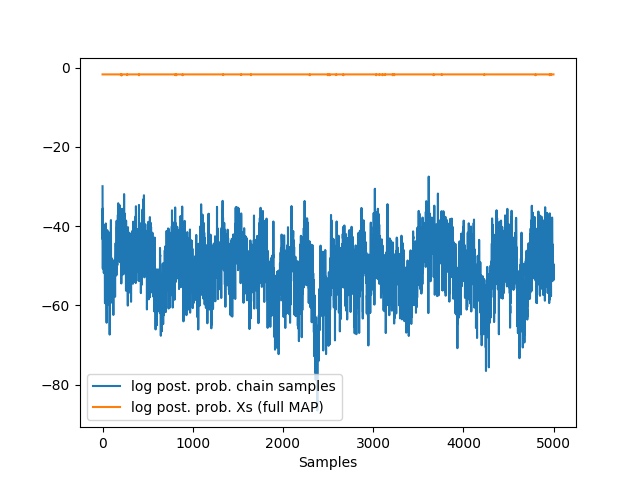 0
−20
−40
−60
−80
log post. prob. chain samples
log post. prob. Xs (full MAP)
0 1000 2000 3000 4000 5000
Samples